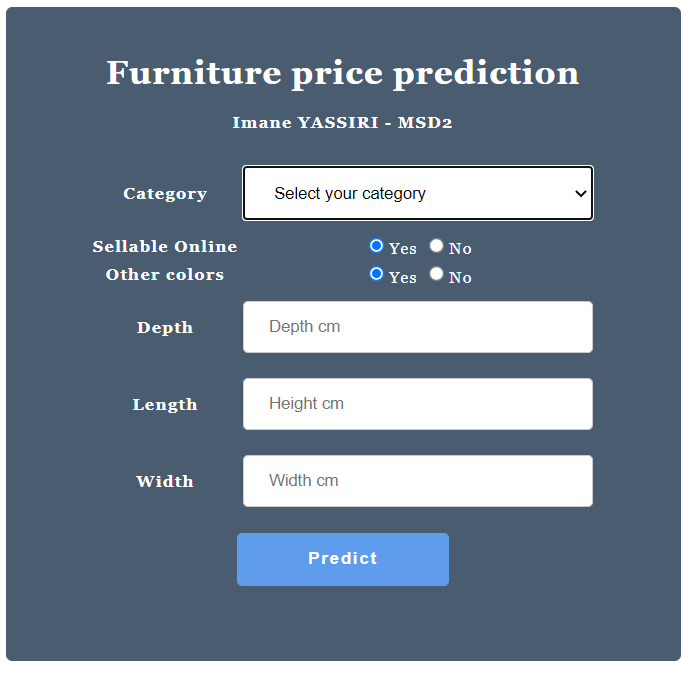 Furniture price prediction
Imane YASSIRI - MSD2
Category Select your category
Sellable Online Yes No
Other colors Yes No
Depth Depth cm
Length Height cm
Width Width cm
Predict